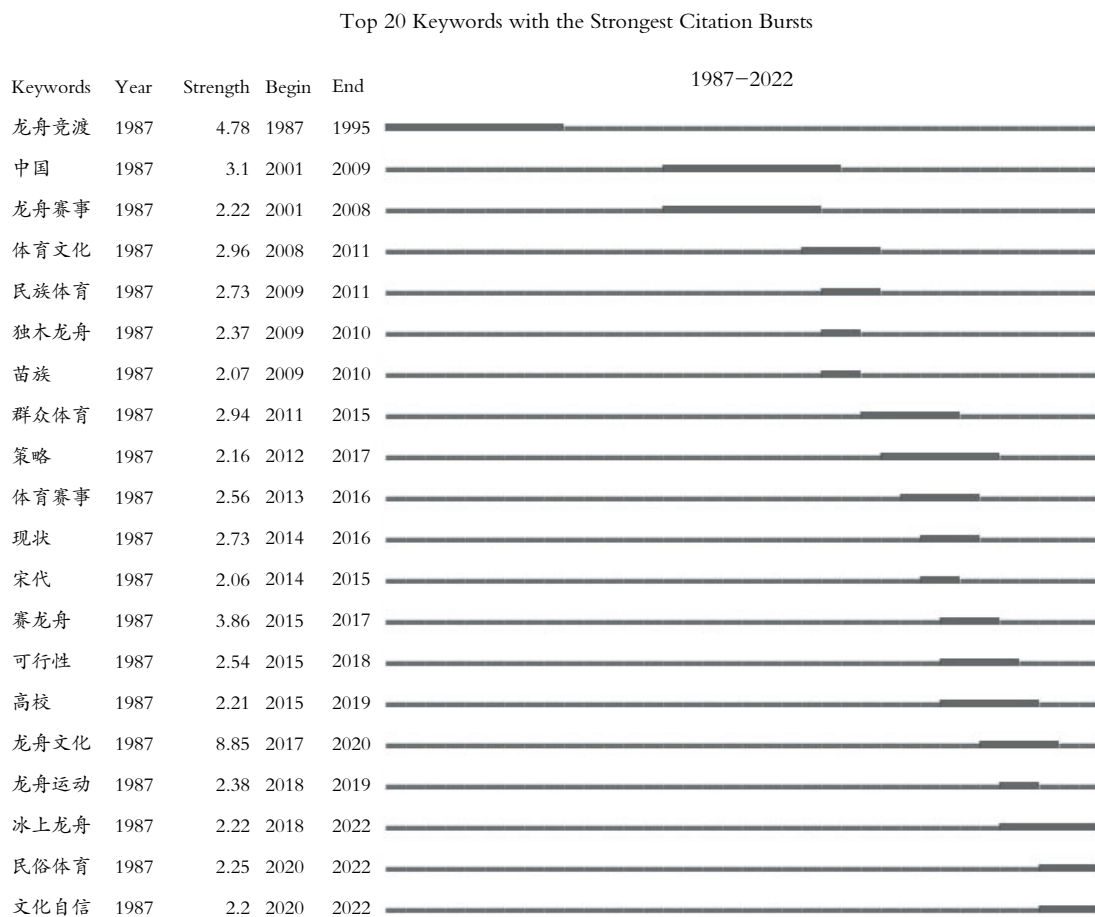 Top 20 Keywords with the Strongest Citation Bursts
Keywords Year Strength Begin End 1987-2022
龙舟竞渡 1987 4.78 1987 1995
中国 1987 3.1 2001 2009
龙舟赛事 1987 2.22 2001 2008
体育文化 1987 2.96 2008 2011
民族体育 1987 2.73 2009 2011
独木龙舟 1987 2.37 2009 2010
苗族 1987 2.07 2009 2010
群众体育 1987 2.94 2011 2015
策略 1987 2.16 2012 2017
体育赛事 1987 2.56 2013 2016
现状 1987 2.73 2014 2016
宋代 1987 2.06 2014 2015
赛龙舟 1987 3.86 2015 2017
可行性 1987 2.54 2015 2018
高校 1987 2.21 2015 2019
龙舟文化 1987 8.85 2017 2020
龙舟运动 1987 2.38 2018 2019
冰上龙舟 1987 2.22 2018 2022
民俗体育 1987 2.25 2020 2022
文化自信 1987 2.2 2020 2022